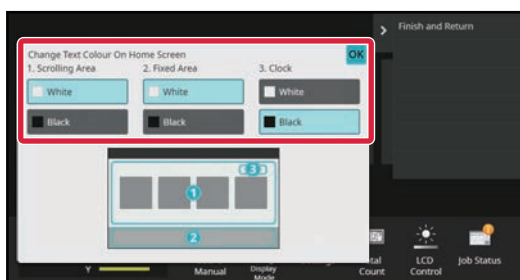 Finish and Return
Change Text Colour On Home Screen
OK
1. Scrolling Area
2. Fixed Area
3. Clock
White
White
White
Black
Black
Black
3
1
2
Y
Manual
Display
Mode
Count
LCD
Control
Job Status